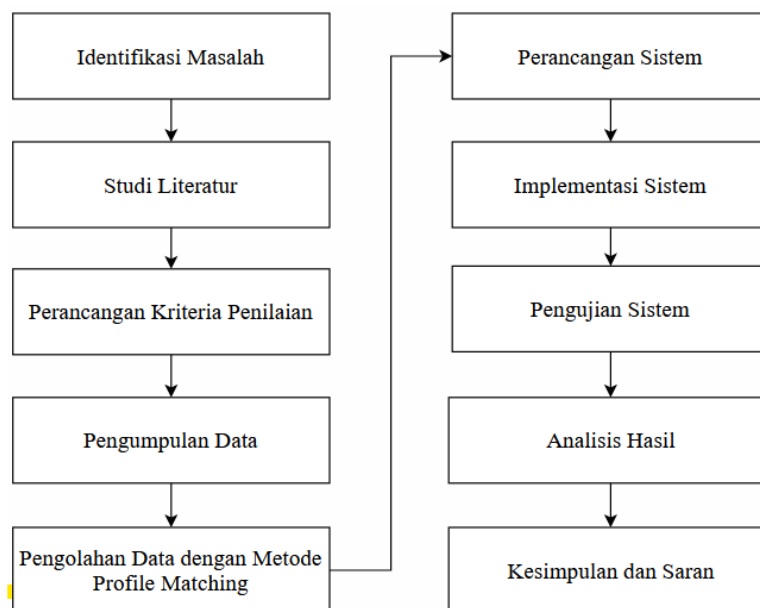 Identifikasi Masalah
Studi Literatur
Perancangan Kriteria Penilaian
Pengumpulan Data
Pengolahan Data dengan Metode
Profile Matching
Perancangan Sistem
Implementasi Sistem
Pengujian Sistem
Analisis Hasil
Kesimpulan dan Saran